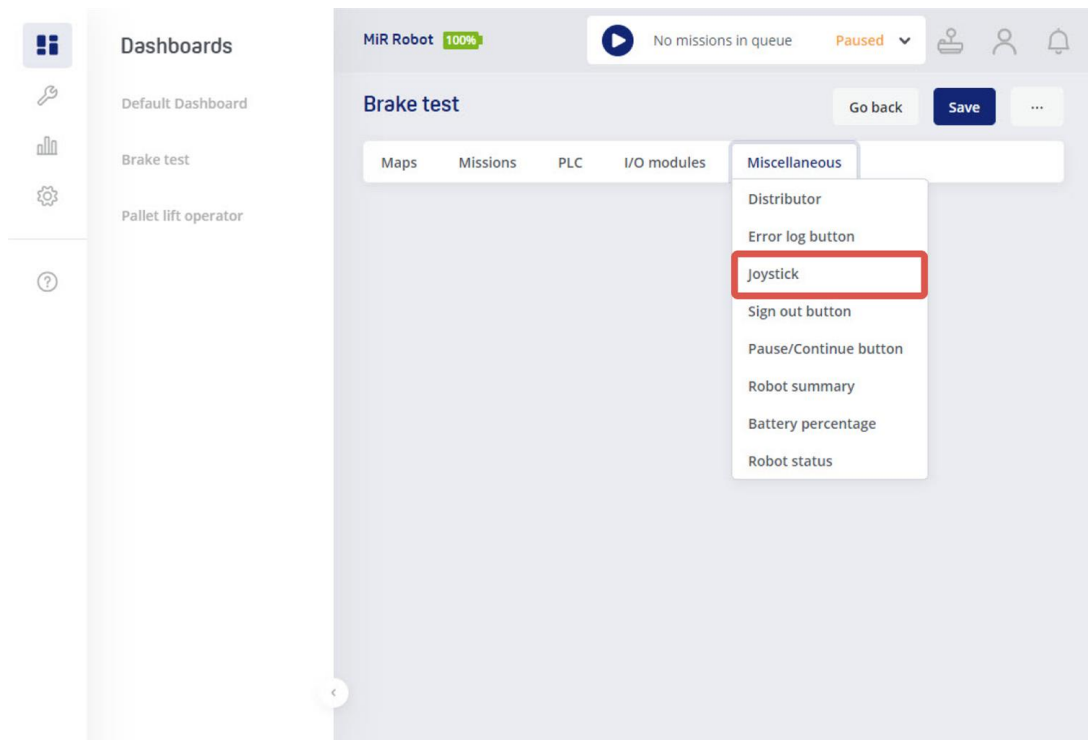 Dashboards
Default Dashboard
Brake test
Pallet lift operator
MiR Robot 100%
No missions in queue Paused
Brake test
Go back Save ...
Maps Missions PLC I/O modules Miscellaneous
Distributor
Error log button
Joystick
Sign out button
Pause/Continue button
Robot summary
Battery percentage
Robot status